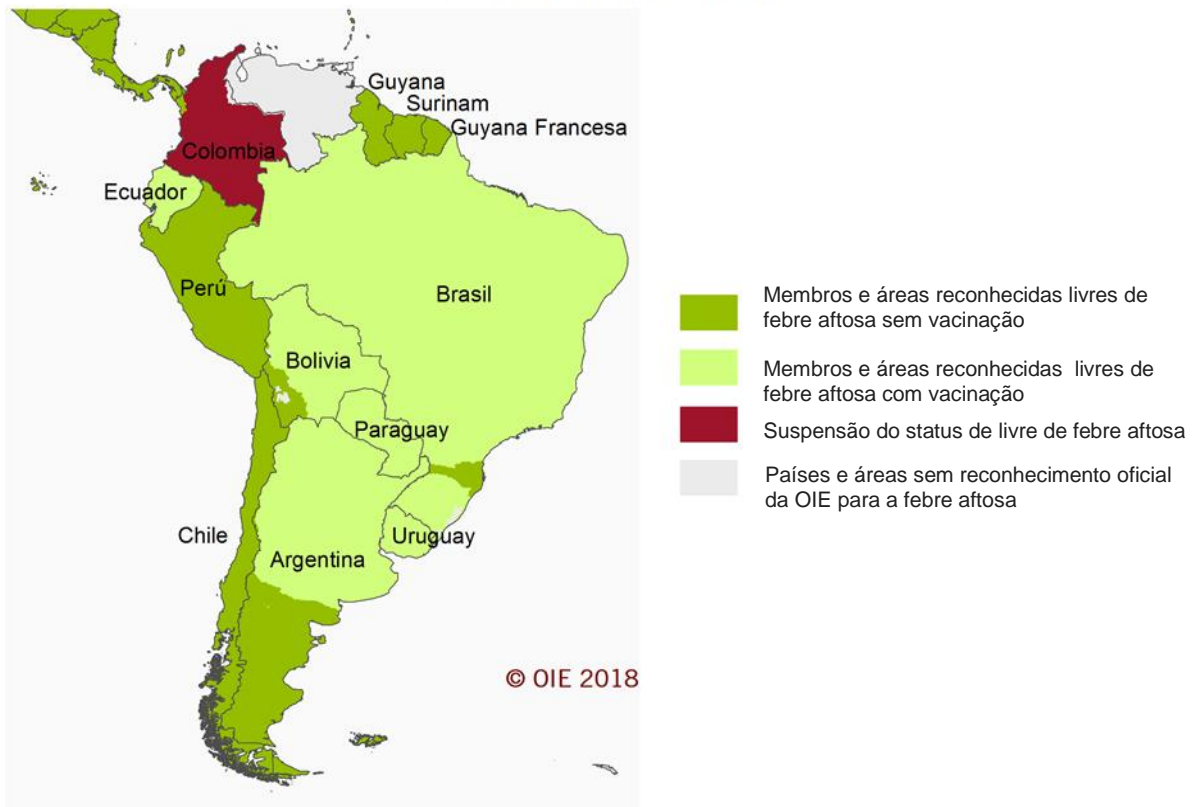 Guyana
Surinam
Guyana Francesa
Colombia
Ecuador
Perú
Brasil
Bolivia
Paraguay
Chile
Uruguay
Argentina
© OIE 2018
Membros e áreas reconhecidas livres de
febre aftosa sem vacinação
Membros e áreas reconhecidas livres de
febre aftosa com vacinação
Suspensão do status de livre de febre aftosa
Países e áreas sem reconhecimento oficial
da OIE para a febre aftosa